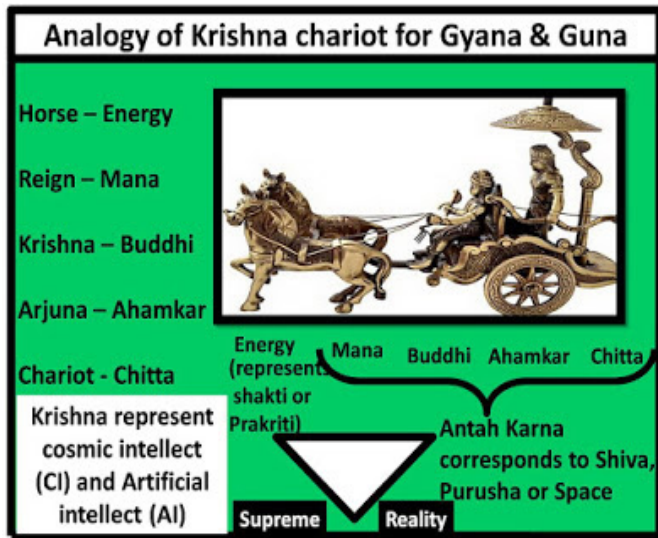 Analogy of Krishna chariot for Gyana & Guna
Horse – Energy
Reign – Mana
Krishna – Buddhi
Arjuna – Ahamkar
Chariot - Chitta
Krishna represent
cosmic intellect
(CI) and Artificial
intellect (AI)
Energy
(represents
shakti or
Prakriti)
Mana
Buddhi
Ahamkar
Chitta
Antah Karna
corresponds to Shiva,
Purusha or Space
Supreme
Reality